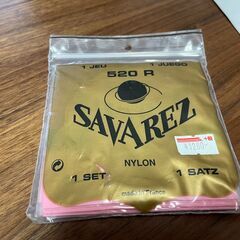 1 JEU
1 JUEGO
520 R
SAVAREZ
NYLON
1 SET
1 SATZ
made in France